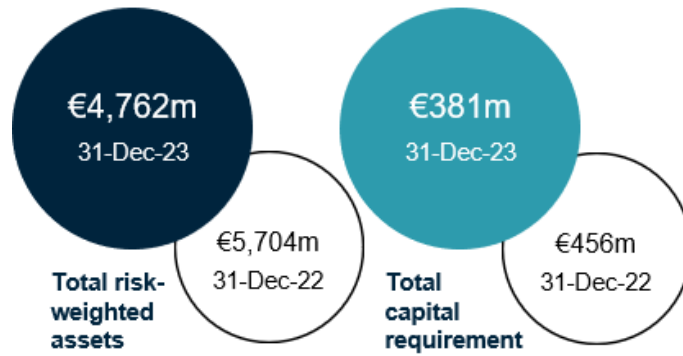 €4,762m
31-Dec-23
€5,704m
31-Dec-22
Total risk-
weighted
assets
€381m
31-Dec-23
€456m
31-Dec-22
Total
capital
requirement